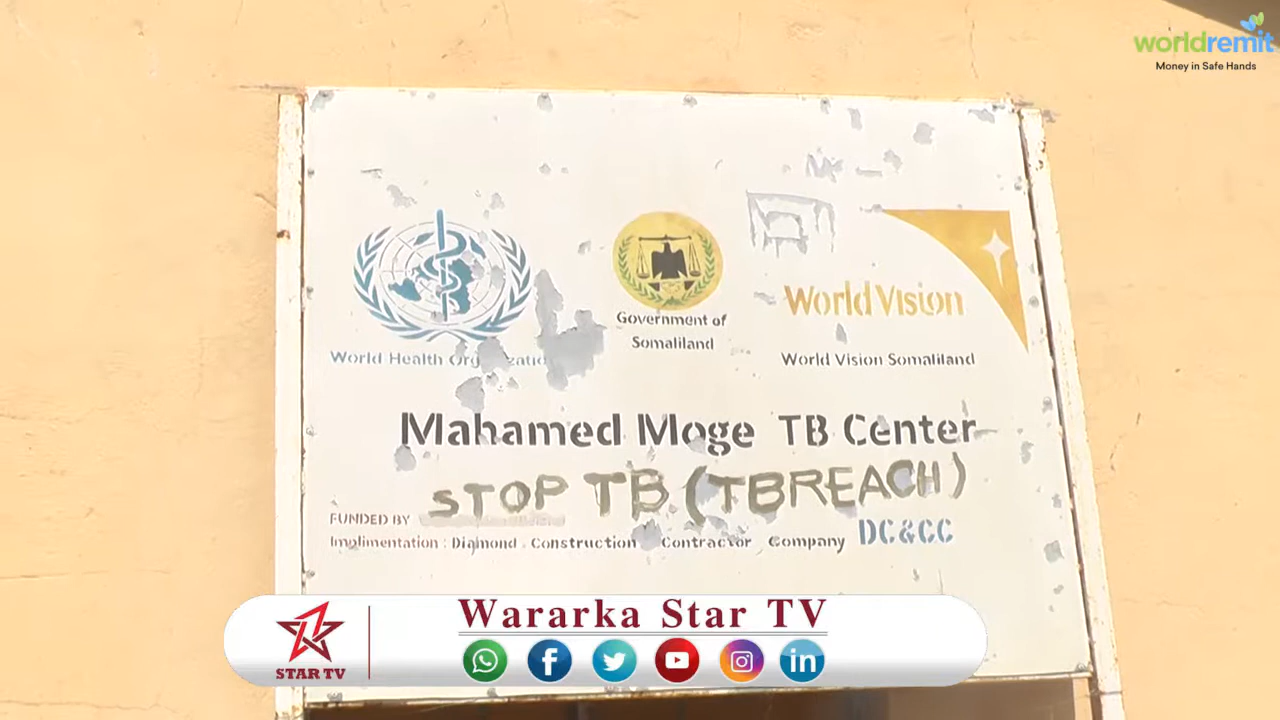 worldremit
Money in Safe Hands
World Health
Government of
Somaliland
World Vision
World Vision Somaliland
Mahamed Moge TB Center
STOP TB (TBREACH)
FUNDED BY
Implimentation : Diamond . Construction Contractor Company DC&CC
Wararka Star TV
STAR TV